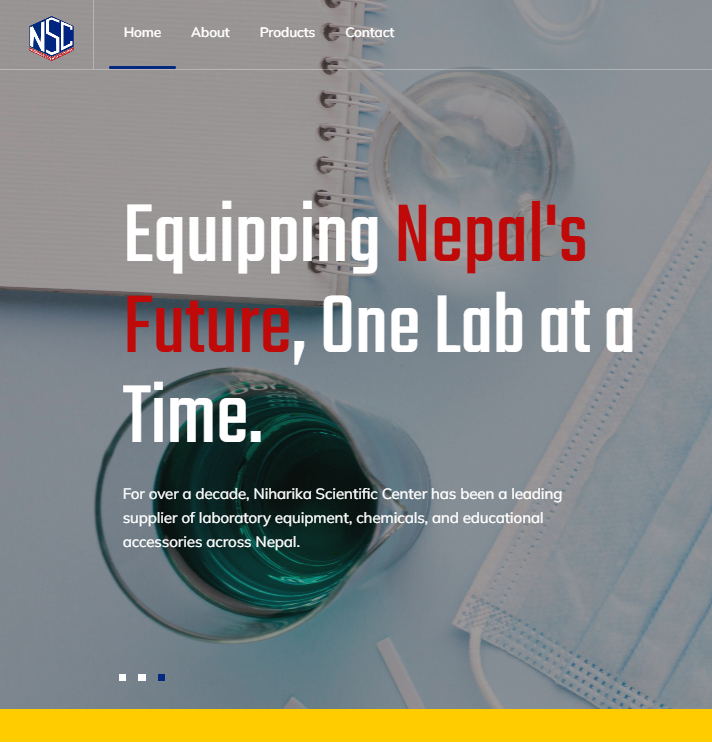 NSC
Home About Products Contact
Equipping Nepal's
Future, One Lab at a
Time.
For over a decade, Niharika Scientific Center has been a leading
supplier of laboratory equipment, chemicals, and educational
accessories across Nepal.